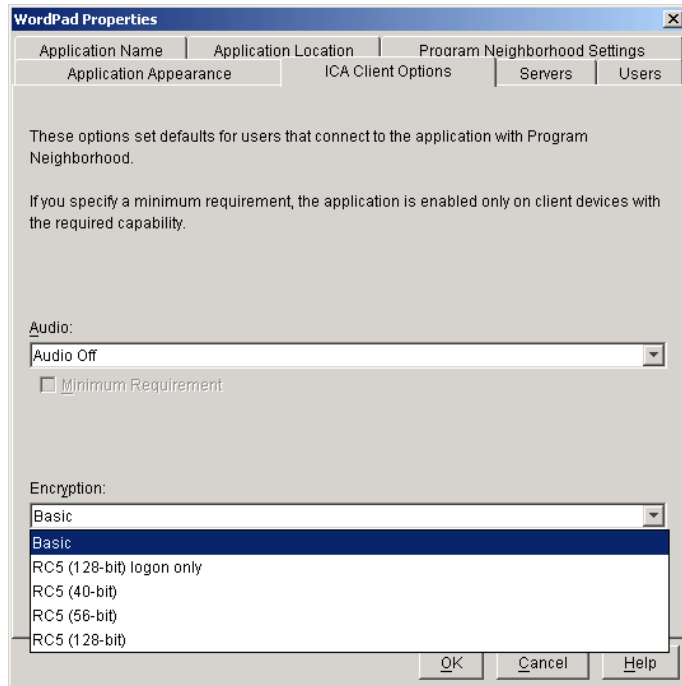 WordPad Properties
Application Name
Application Location
Program Neighborhood Settings
Application Appearance
ICA Client Options
Servers
Users
These options set defaults for users that connect to the application with Program
Neighborhood.
If you specify a minimum requirement, the application is enabled only on client devices with
the required capability.
Audio:
Audio Off
Minimum Requirement
Encryption:
Basic
Basic
RC5 (128-bit) logon only
RC5 (40-bit)
RC5 (56-bit)
RC5 (128-bit)
OK
Cancel
Help